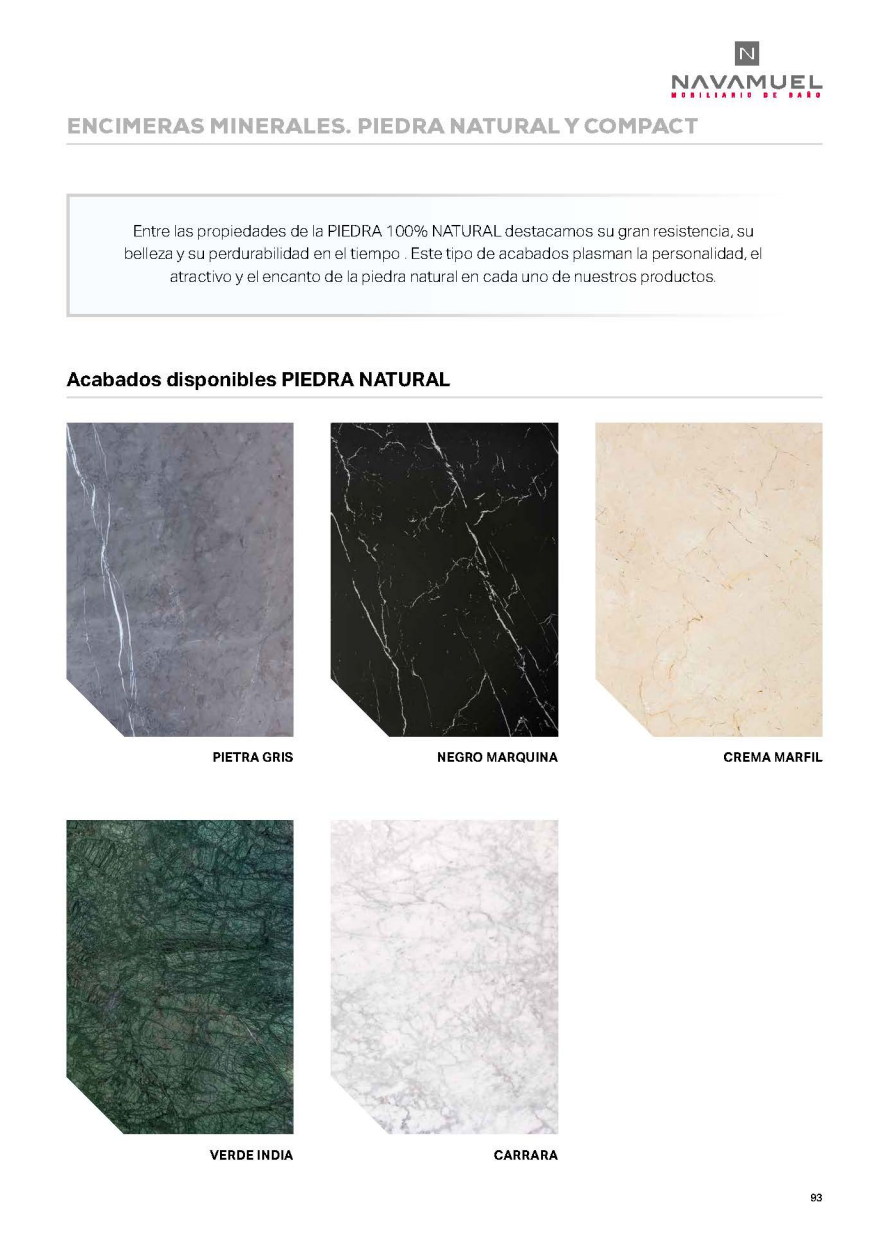 N
NAVAMUEL
MOBILIARIO DE BAÑO
ENCIMERAS MINERALES. PIEDRA NATURAL Y COMPACT
Entre las propiedades de la PIEDRA 100% NATURAL destacamos su gran resistencia, su
belleza y su perdurabilidad en el tiempo . Este tipo de acabados plasman la personalidad, el
atractivo y el encanto de la piedra natural en cada uno de nuestros productos.
Acabados disponibles PIEDRA NATURAL
PIETRA GRIS
NEGRO MARQUINA
CREMA MARFIL
VERDE INDIA
CARRARA
93